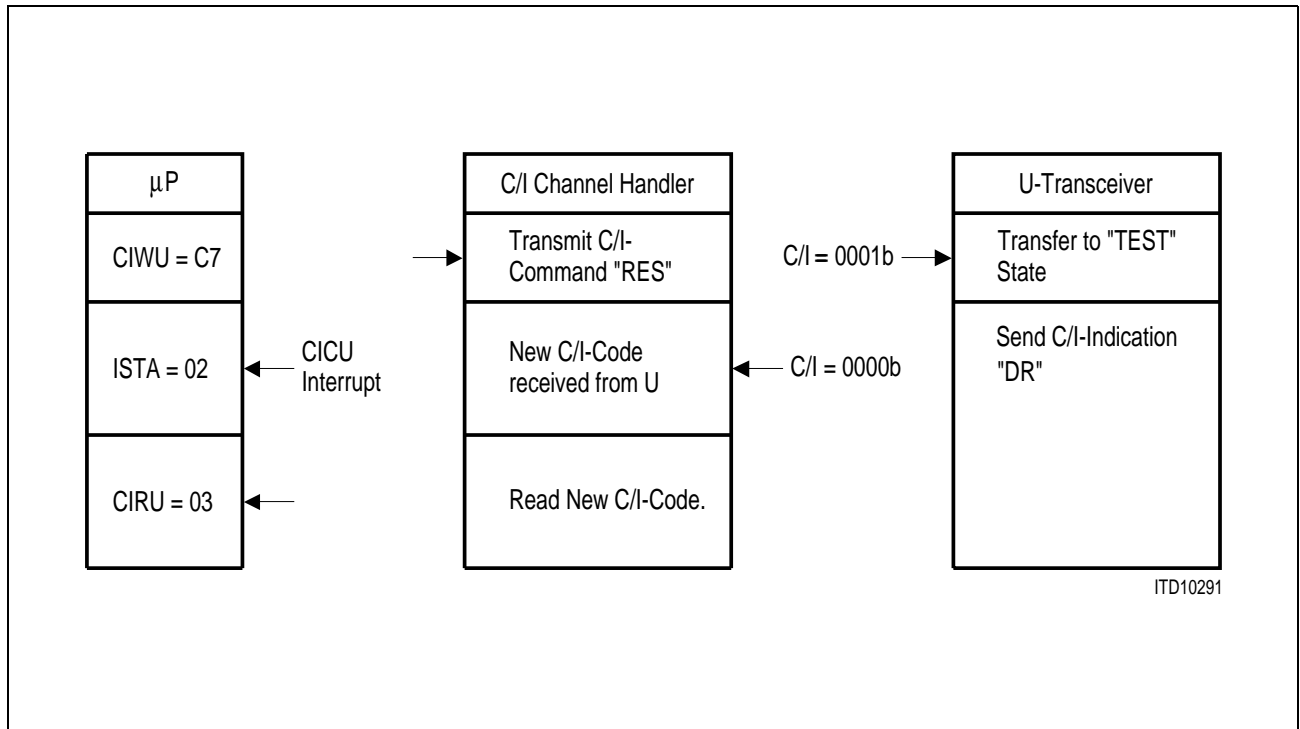 μP
CIWU = C7
ISTA = 02
CIRU = 03
CICU
Interrupt
C/I Channel Handler
Transmit C/I-
Command "RES"
New C/I-Code
received from U
Read New C/I-Code.
C/I = 0001b
C/I = 0000b
U-Transceiver
Transfer to "TEST"
State
Send C/I-Indication
"DR"
ITD10291